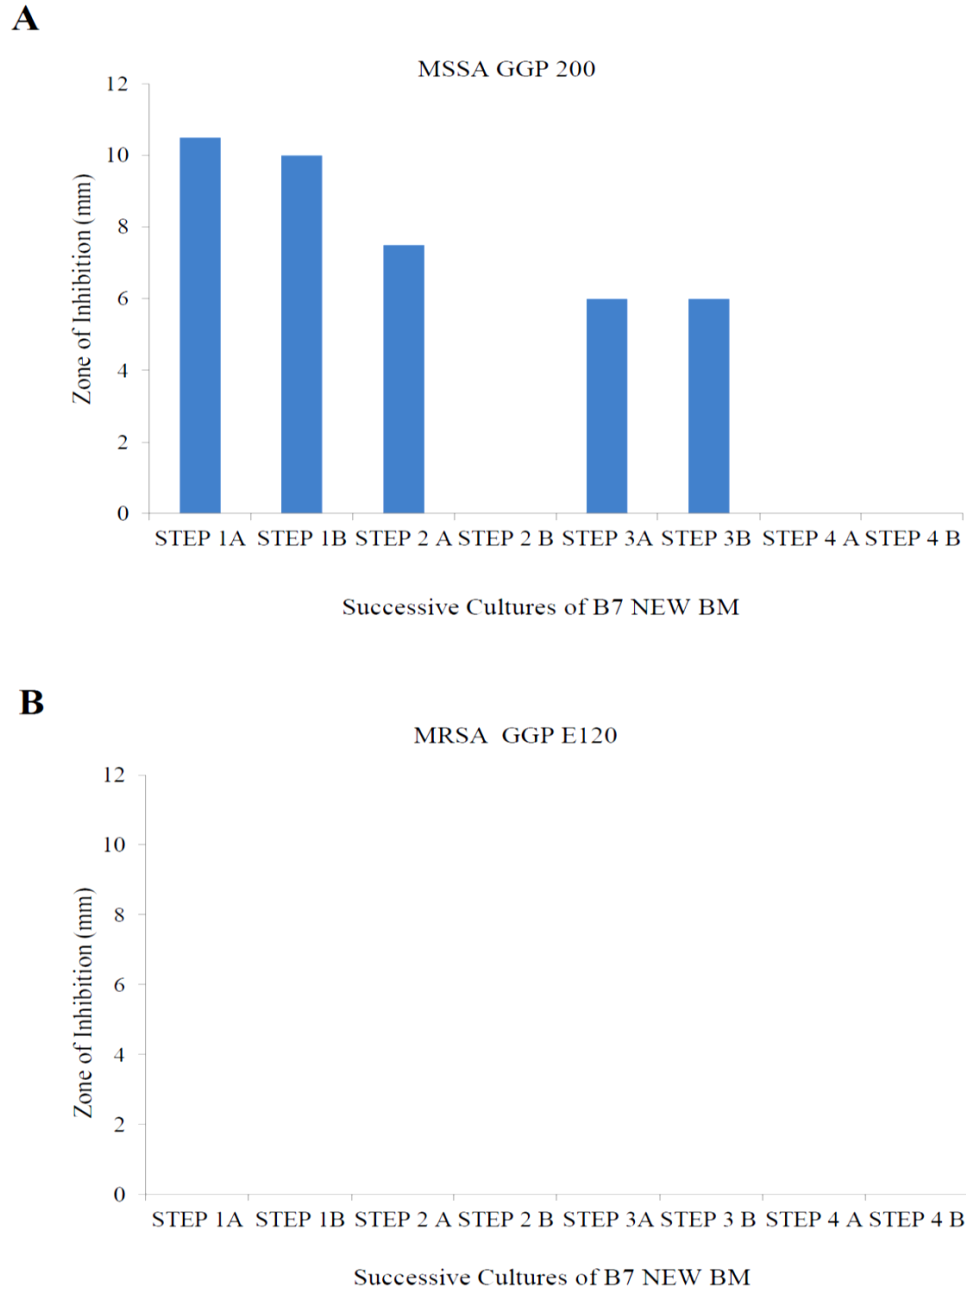 A
MSSA GGP 200
12
10
8
6
4
2
0
Zone of Inhibition (mm)
STEP 1A STEP 1B STEP 2 A STEP 2 B STEP 3A STEP 3B STEP 4 A STEP 4 B
Successive Cultures of B7 NEW BM
B
MRSA GGP E120
12
10
8
6
4
2
0
Zone of Inhibition (mm)
STEP 1A STEP 1B STEP 2 A STEP 2 B STEP 3A STEP 3 B STEP 4 A STEP 4 B
Successive Cultures of B7 NEW BM